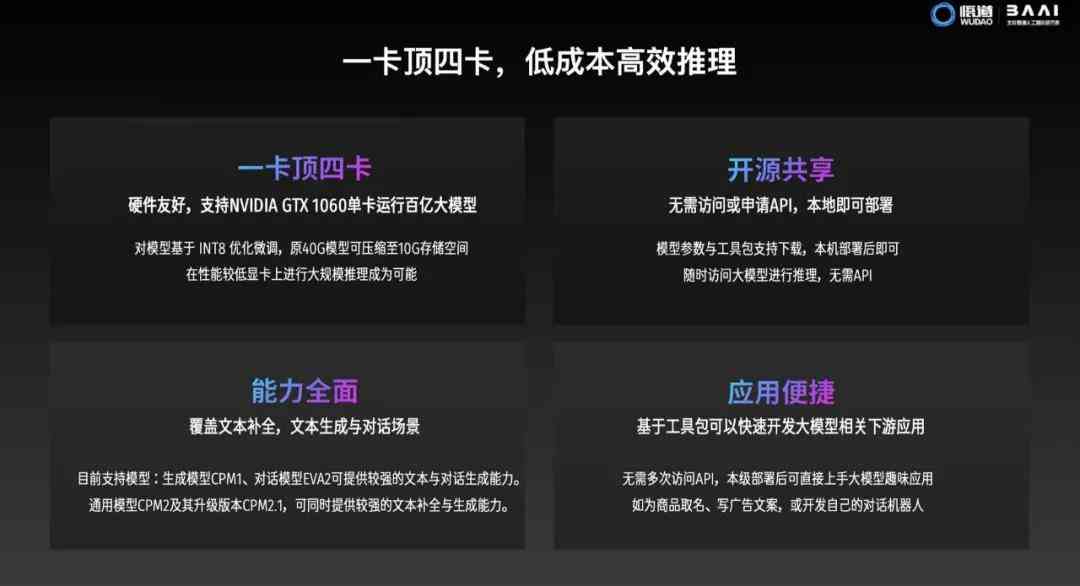 悟道
WUDAO
BAAI
一卡顶四卡，低成本高效推理
一卡顶四卡
硬件友好，支持NVIDIA GTX 1060单卡运行百亿大模型
对模型基于 INT8 优化微调，原40G模型可压缩至10G存储空间
在性能较低显卡上进行大规模推理成为可能
开源共享
无需访问或申请API，本地即可部署
模型参数与工具包支持下载，本机部署后即可
随时访问大模型进行推理，无需API
能力全面
覆盖文本补全，文本生成与对话场景
目前支持模型：生成模型CPM1、对话模型EVA2可提供较强的文本与对话生成能力。
通用模型CPM2及其升级版本CPM2.1，可同时提供较强的文本补全与生成能力。
应用便捷
基于工具包可以快速开发大模型相关下游应用
无需多次访问API，本级部署后可直接上手大模型趣味应用
如为商品取名、写广告文案，或开发自己的对话机器人